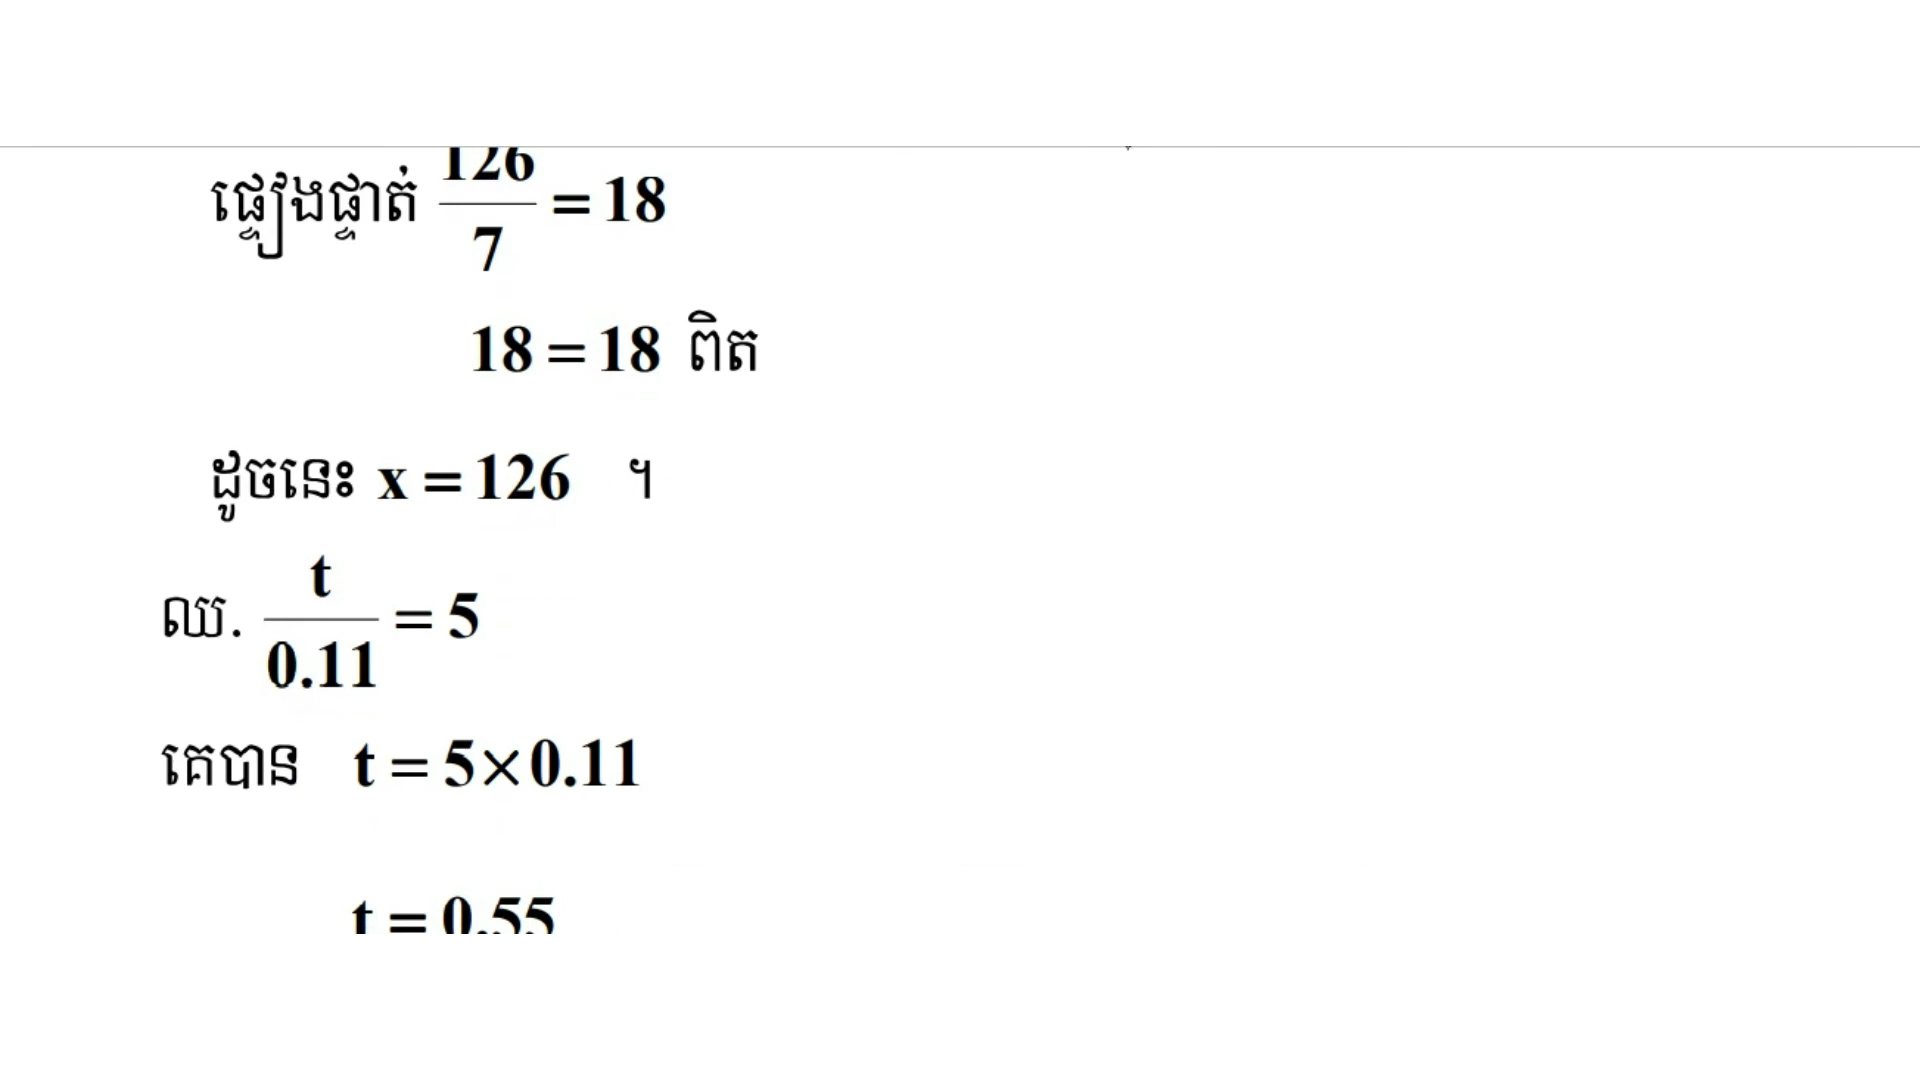 ផ្ទៀងផ្ទាត់ 126/7 = 18
18 = 18 ពិត
ដូចនេះ x = 126 ។
ឈ. t/0.11 = 5
គេបាន t = 5×0.11
t = 0.55